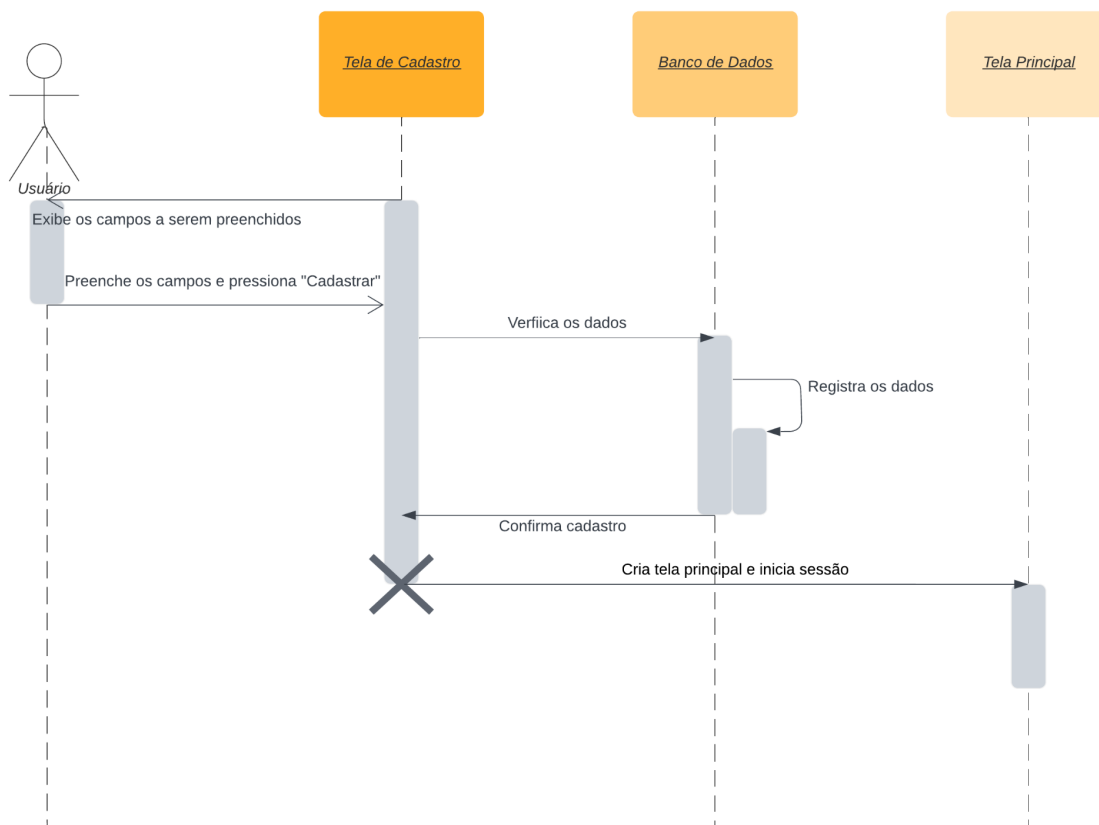 Tela de Cadastro
Banco de Dados
Tela Principal
Usuário
Exibe os campos a serem preenchidos
Preenche os campos e pressiona "Cadastrar"
Verfiica os dados
Registra os dados
Confirma cadastro
Cria tela principal e inicia sessão